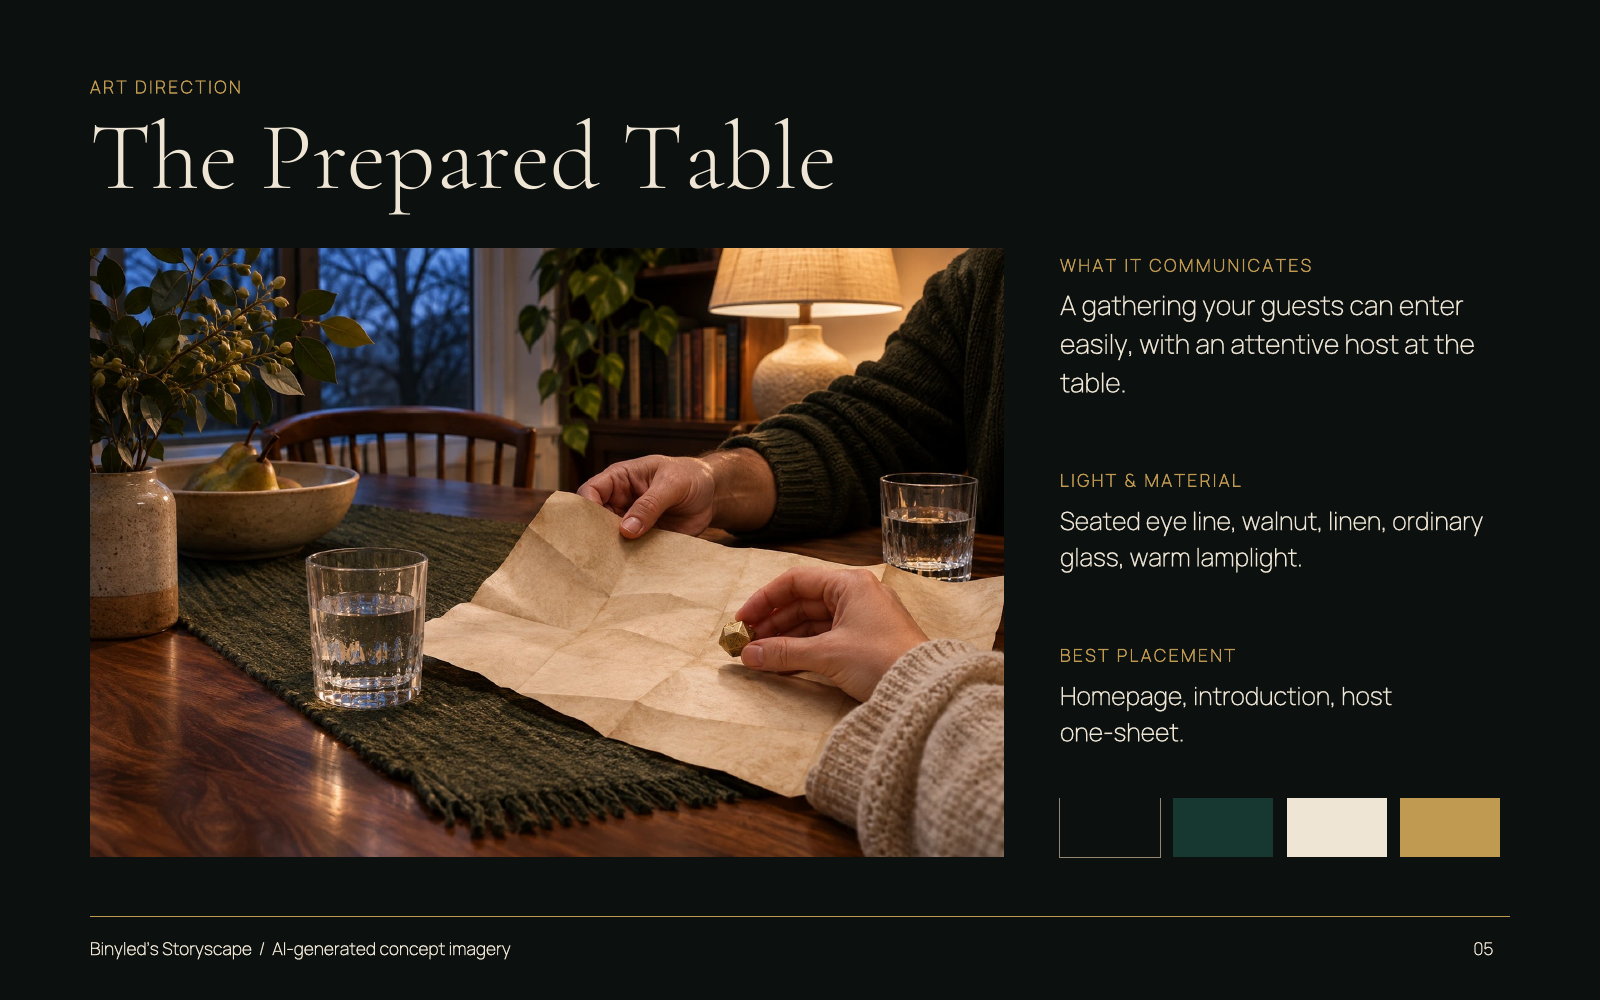 ART DIRECTION
The Prepared Table
WHAT IT COMMUNICATES
A gathering your guests can enter
easily, with an attentive host at the
table.
LIGHT & MATERIAL
Seated eye line, walnut, linen, ordinary
glass, warm lamplight.
BEST PLACEMENT
Homepage, introduction, host
one-sheet.
Binyled's Storyscape / AI-generated concept imagery
05